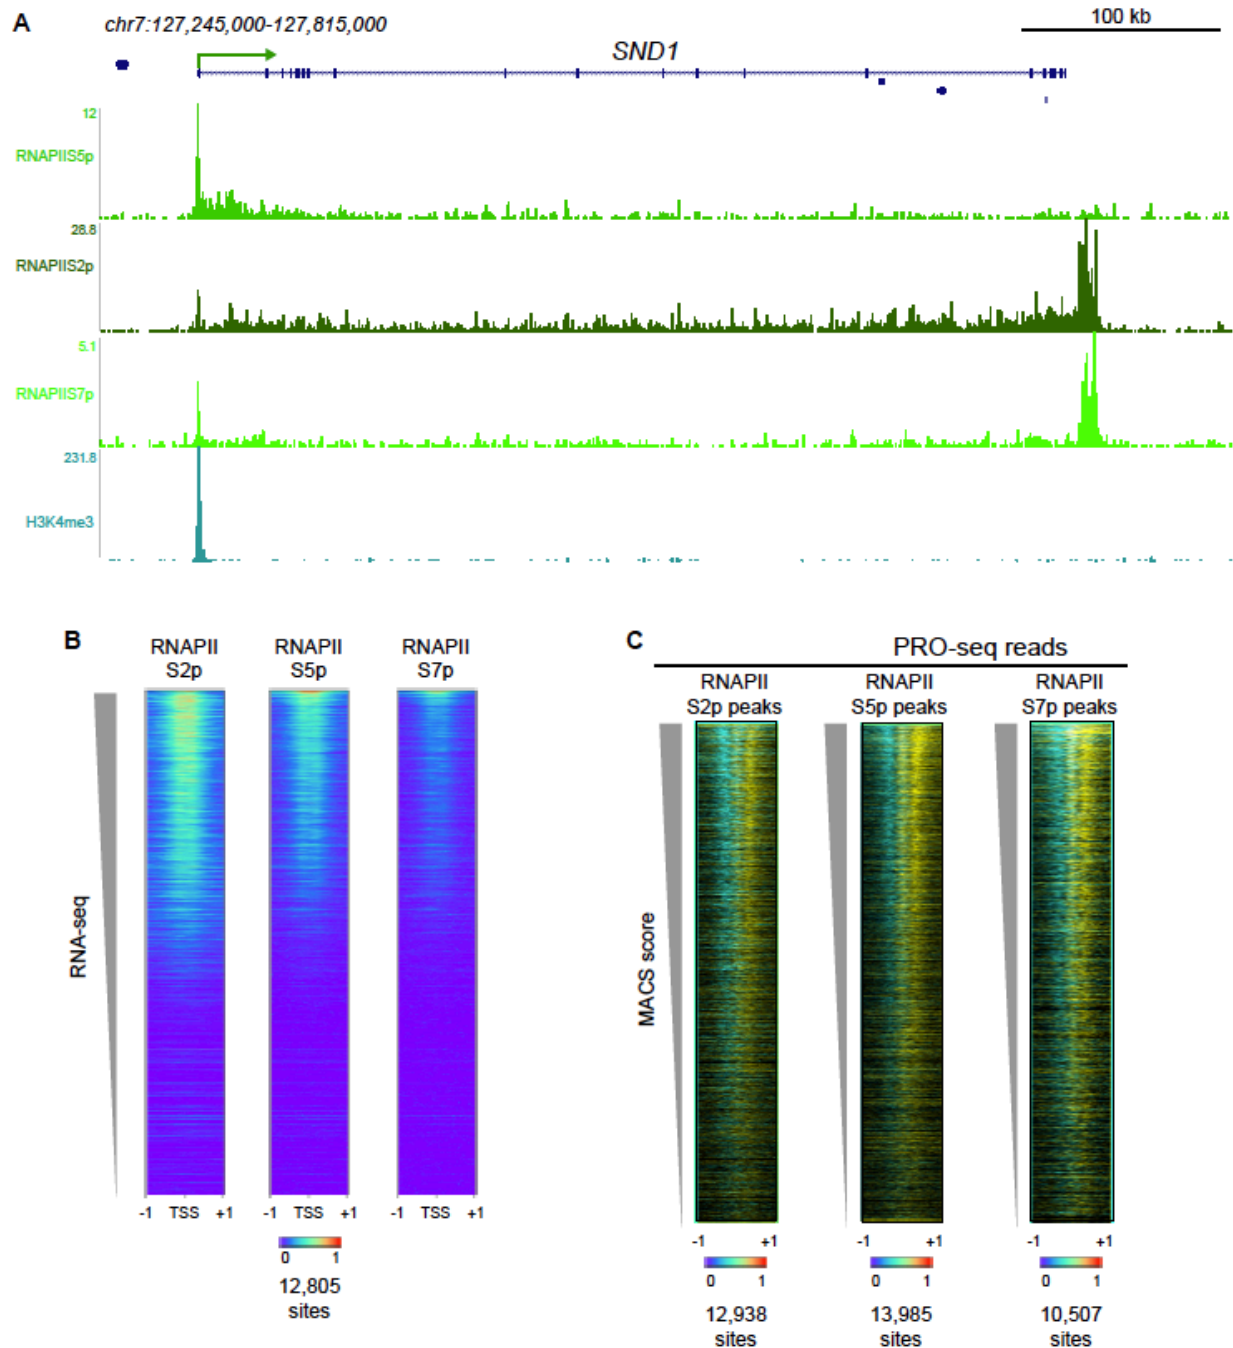 A
chr7:127,245,000-127,815,000
100 kb
SND1
12
RNAPIIS5p
28.8
RNAPIIS2p
5.1
RNAPIIS7p
231.8
H3K4me3
B
RNAPII
S2p
RNAPII
S5p
RNAPII
S7p
RNA-seq
-1 TSS +1
-1 TSS +1
-1 TSS +1
0 1
12,805
sites
C
PRO-seq reads
RNAPII
S2p peaks
RNAPII
S5p peaks
RNAPII
S7p peaks
MACS score
-1 +1
-1 +1
-1 +1
0 1
0 1
0 1
12,938
sites
13,985
sites
10,507
sites